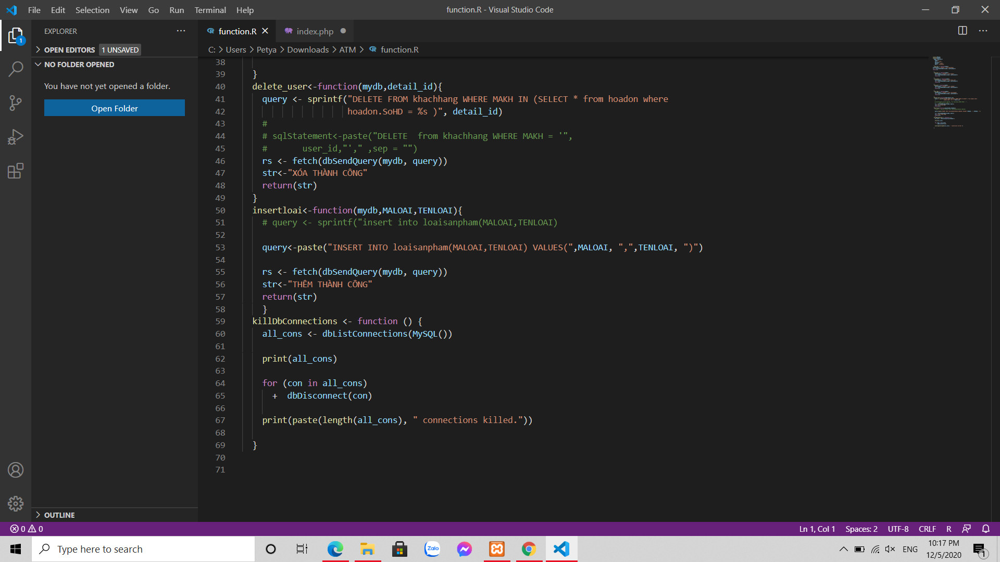 File Edit Selection View Go Run Terminal Help
function.R - Visual Studio Code
EXPLORER
OPEN EDITORS 1 UNSAVED
NO FOLDER OPENED
You have not yet opened a folder.
Open Folder
OUTLINE
1
function.R
index.php
C: > Users > Petya > Downloads > ATM > function.R
38
39 }
40 delete_user<-function(mydb,detail_id){
41 query <- sprintf("DELETE FROM khachhang WHERE MAKH IN (SELECT * from hoadon where
42 hoadon.SoHD = %s )", detail_id)
43 #
44 # sqlStatement<-paste("DELETE  from khachhang WHERE MAKH = '",
45 #       user_id,"'," ,sep = "")
46 rs <- fetch(dbSendQuery(mydb, query))
47 str<-"XÓA THÀNH CÔNG"
48 return(str)
49 }
50 insertloai<-function(mydb,MALOAI,TENLOAI){
51 # query <- sprintf("insert into loaisanpham(MALOAI,TENLOAI)
52
53 query<-paste("INSERT INTO loaisanpham(MALOAI,TENLOAI) VALUES(",MALOAI, ",",TENLOAI, ")")
54
55 rs <- fetch(dbSendQuery(mydb, query))
56 str<-"THÊM THÀNH CÔNG"
57 return(str)
58 }
59 killDbConnections <- function () {
60 all_cons <- dbListConnections(MySQL())
61
62 print(all_cons)
63
64 for (con in all_cons)
65 +  dbDisconnect(con)
66
67 print(paste(length(all_cons), " connections killed."))
68
69 }
70
71
0 0
Ln 1, Col 1 Spaces: 2 UTF-8 CRLF R
Type here to search
Zalo
ENG
10:17 PM
12/5/2020
1